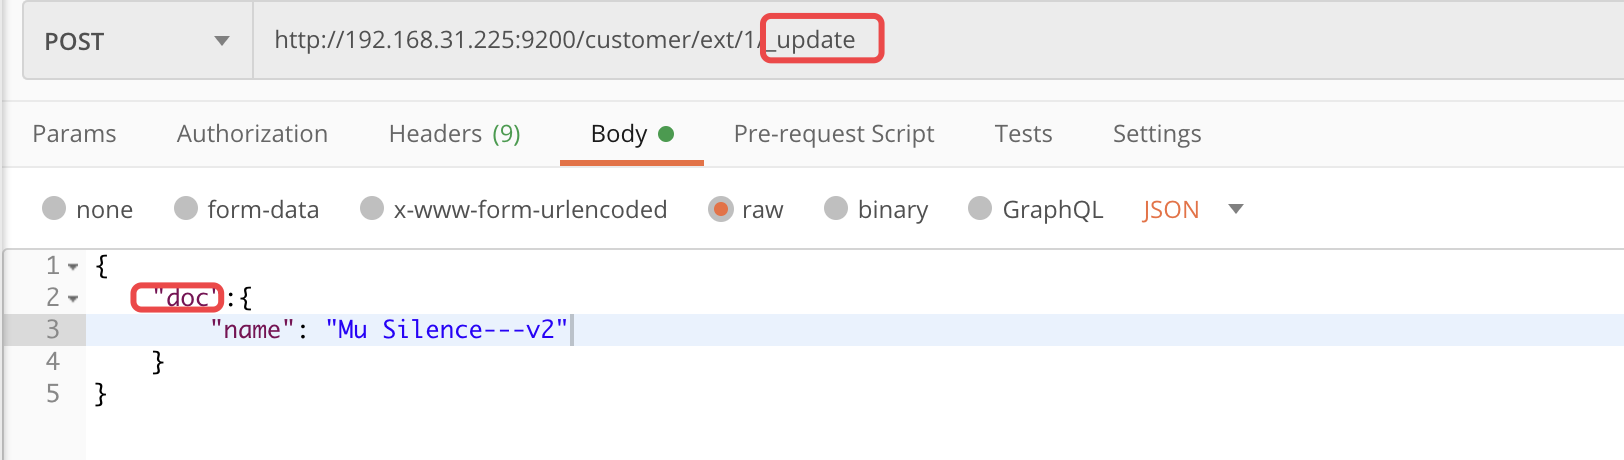 POST http://192.168.31.225:9200/customer/ext/1/_update
Params Authorization Headers (9) Body Pre-request Script Tests Settings
none form-data x-www-form-urlencoded raw binary GraphQL JSON
1 {
2 "doc":{
3 "name": "Mu Silence---v2"
4 }
5 }